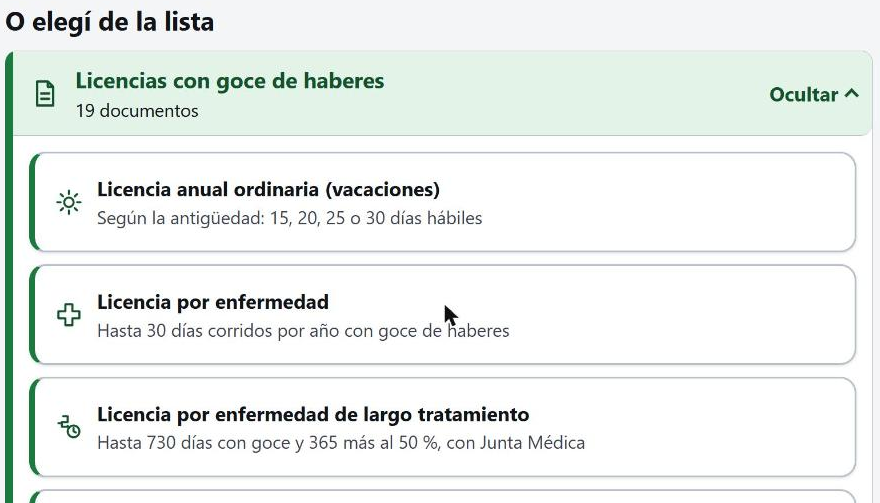 O elegí de la lista
Licencias con goce de haberes
19 documentos
Ocultar
Licencia anual ordinaria (vacaciones)
Según la antigüedad: 15, 20, 25 o 30 días hábiles
Licencia por enfermedad
Hasta 30 días corridos por año con goce de haberes
Licencia por enfermedad de largo tratamiento
Hasta 730 días con goce y 365 más al 50 %, con Junta Médica